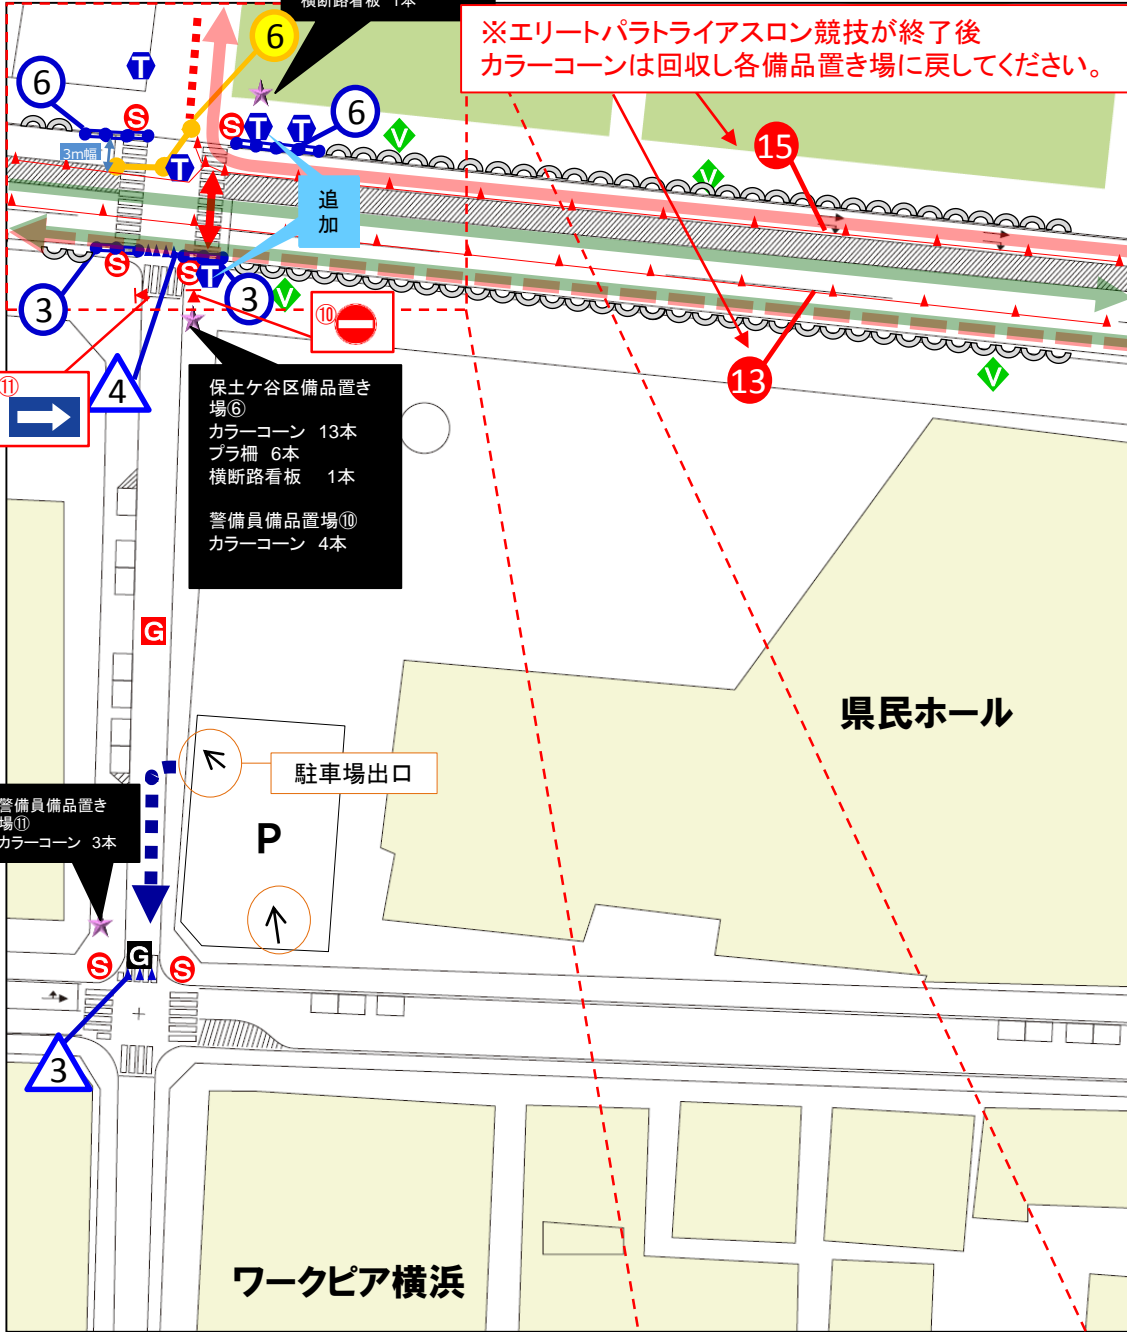 横断路看板 1本
※エリートパラトライアスロン競技が終了後
カラーコーンは回収し各備品置き場に戻してください。
6
T
6
S
S
T
T
6
V
15
V
3m幅
T
追
加
S
S
T
3
3
V
⑩
13
V
⑪
4
保土ケ谷区備品置き
場⑥
カラーコーン 13本
プラ柵 6本
横断路看板 1本
警備員備品置場⑩
カラーコーン 4本
G
県民ホール
駐車場出口
P
警備員備品置き
場⑪
カラーコーン 3本
S
G
S
3
ワークピア横浜